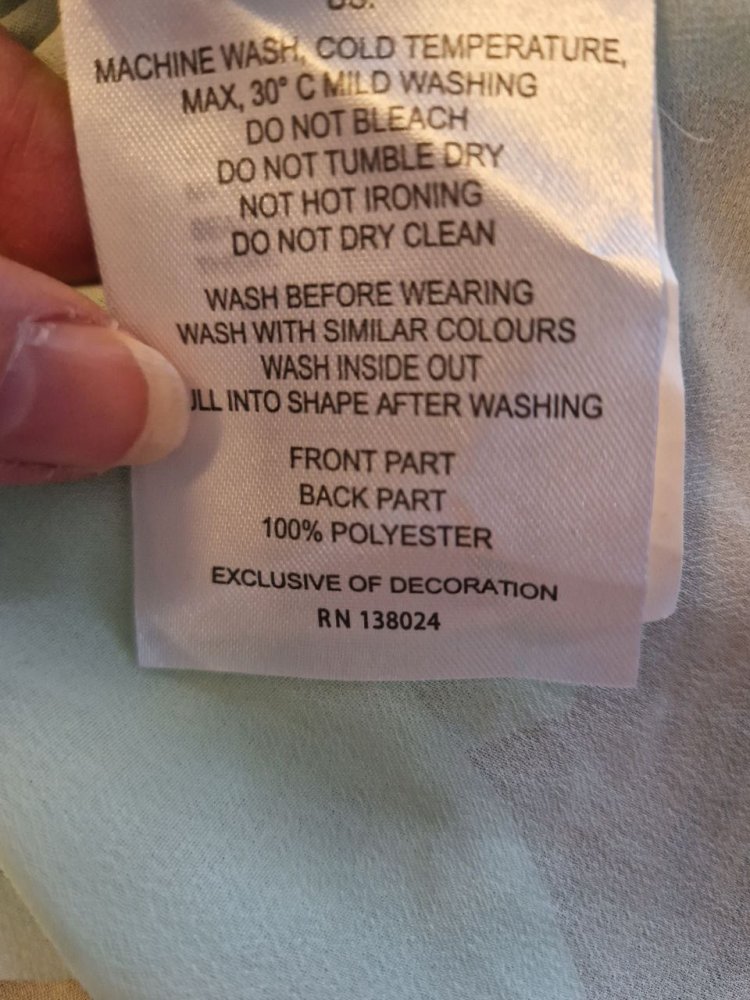 US:
MACHINE WASH, COLD TEMPERATURE,
MAX, 30° C MILD WASHING
DO NOT BLEACH
DO NOT TUMBLE DRY
NOT HOT IRONING
DO NOT DRY CLEAN
WASH BEFORE WEARING
WASH WITH SIMILAR COLOURS
WASH INSIDE OUT
ULL INTO SHAPE AFTER WASHING
FRONT PART
BACK PART
100% POLYESTER
EXCLUSIVE OF DECORATION
RN 138024